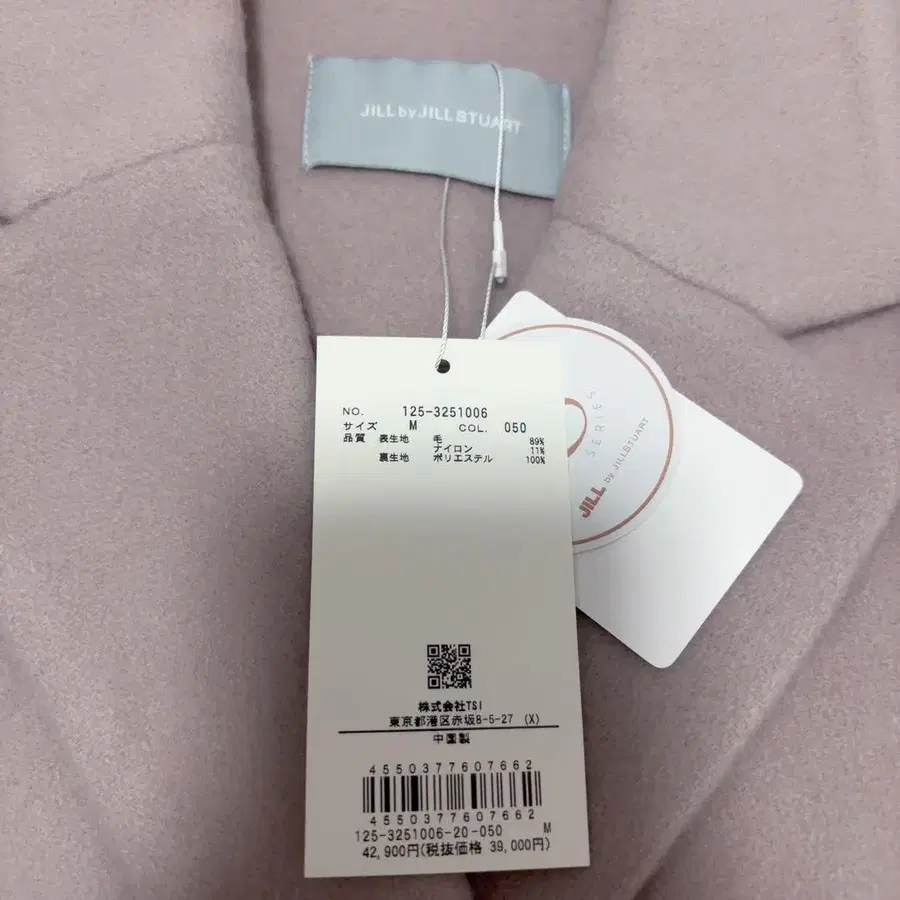 JILL by JILL STUART
NO. 125-3251006
サイズ M COL. 050
品質 表生地 毛 89%
ナイロン 11%
裏生地 ポリエステル 100%
SERIES
JILL by JILLSTUART
株式会社TSI
東京都港区赤坂8-5-27 (X)
中国製
4550377607662
4550377607662
125-3251006-20-050 M
42,900円(税抜価格 39,000円)